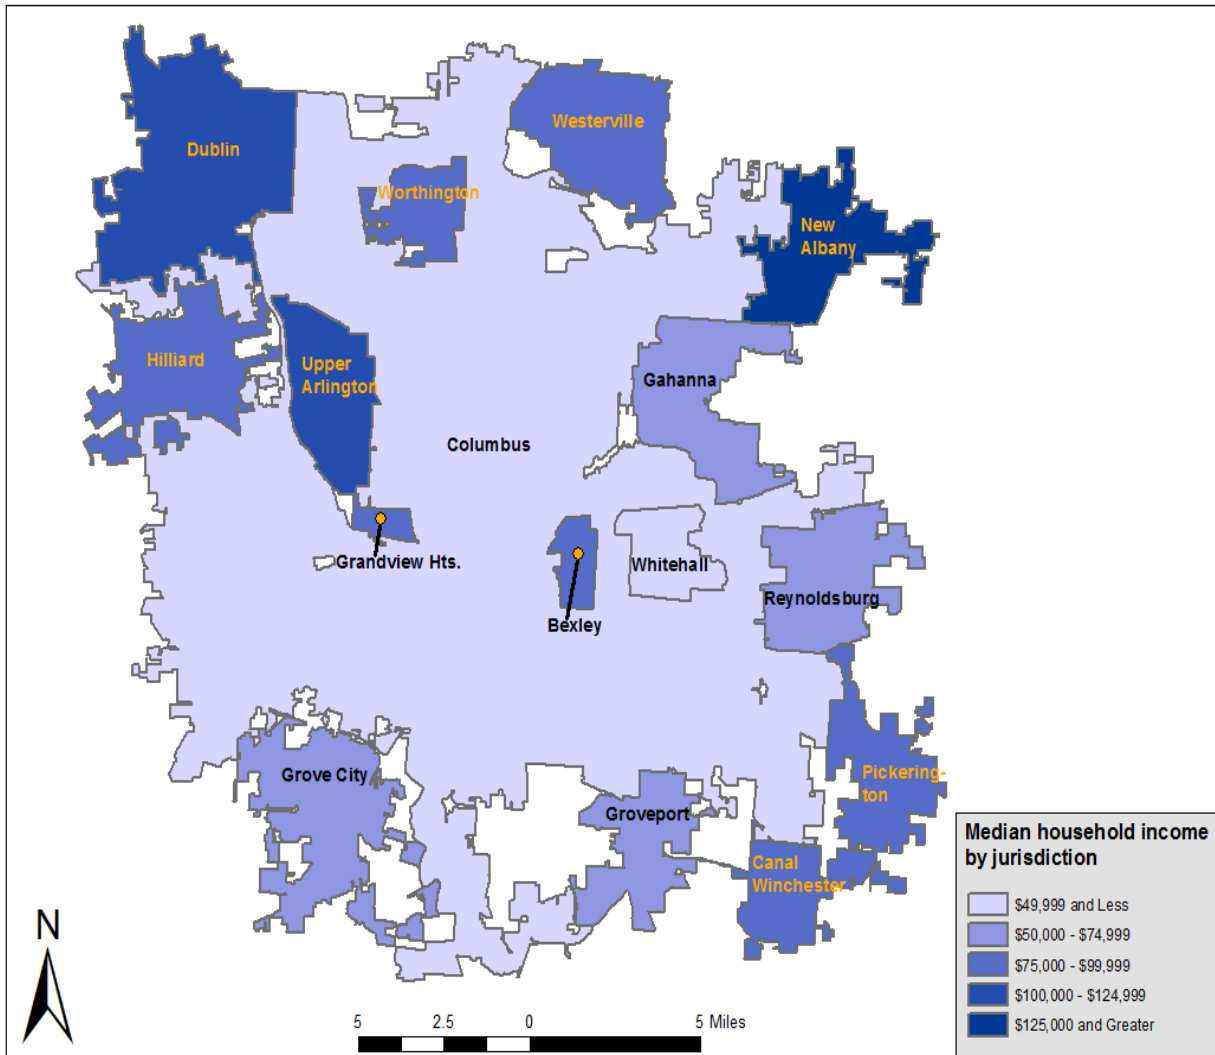 Westerville
Dublin
Worthington
New
Albany
Hilliard
Upper
Arlington
Gahanna
Columbus
Grandview Hts.
Whitehall
Reynoldsburg
Bexley
Grove City
Pickering-
ton
Groveport
Canal
Winchester
Median household income
by jurisdiction
$49,999 and Less
$50,000 - $74,999
$75,000 - $99,999
$100,000 - $124,999
$125,000 and Greater
N
5 2.5 0 5 Miles